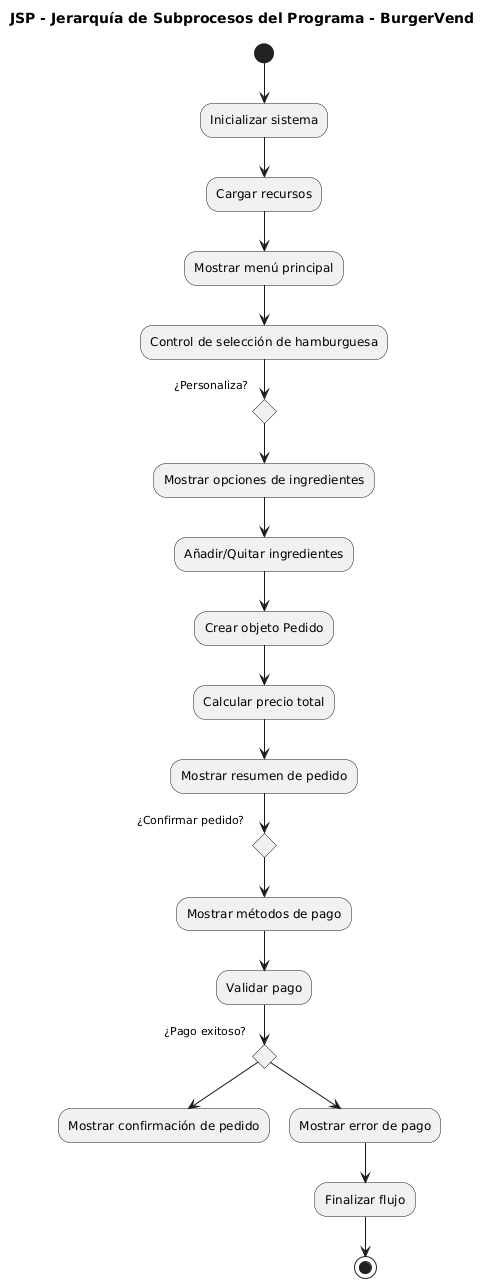 JSP - Jerarquía de Subprocesos del Programa - BurgerVend
Inicializar sistema
Cargar recursos
Mostrar menú principal
Control de selección de hamburguesa
¿Personaliza?
Mostrar opciones de ingredientes
Añadir/Quitar ingredientes
Crear objeto Pedido
Calcular precio total
Mostrar resumen de pedido
¿Confirmar pedido?
Mostrar métodos de pago
Validar pago
¿Pago exitoso?
Mostrar confirmación de pedido
Mostrar error de pago
Finalizar flujo